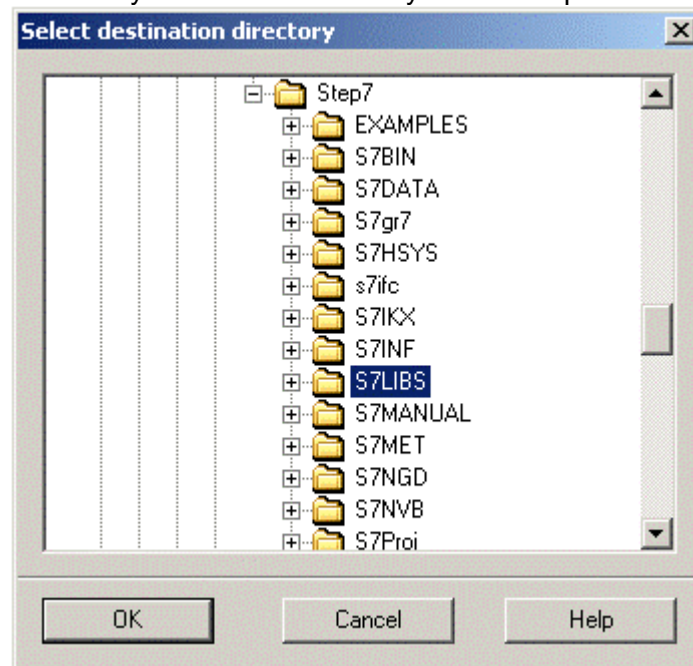 Select destination directory
Step7
EXAMPLES
S7BIN
S7DATA
S7gr7
S7HSYS
s7ifc
S7IKX
S7INF
S7LIBS
S7MANUAL
S7MET
S7NGD
S7NVB
S7Proj
OK Cancel Help